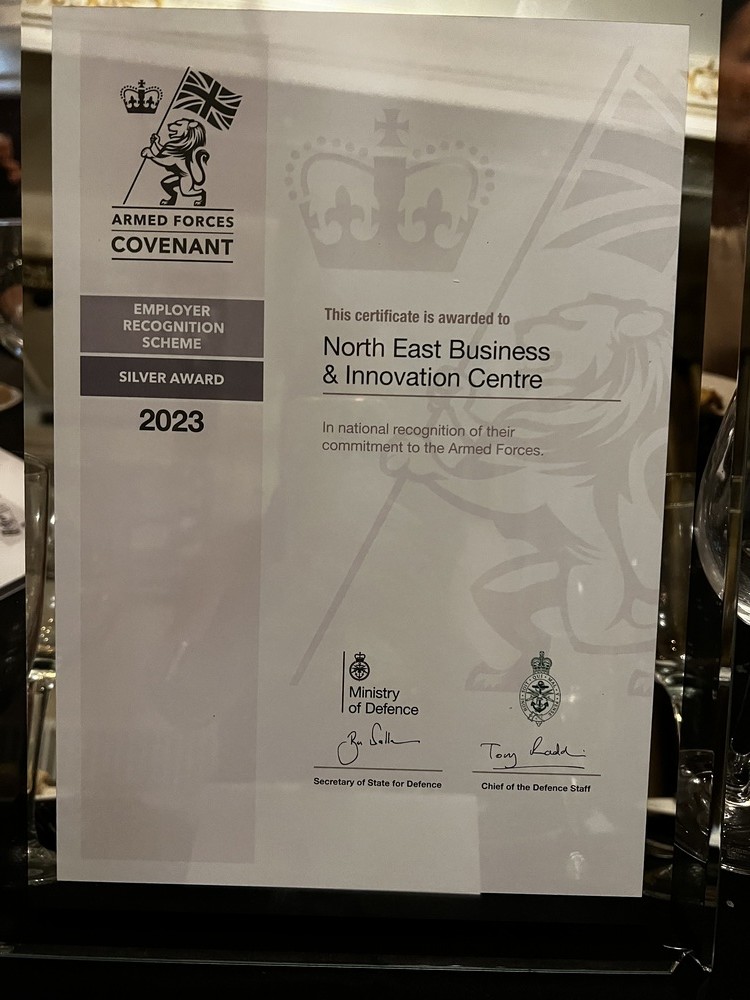 ARMED FORCES
COVENANT
EMPLOYER
RECOGNITION
SCHEME
SILVER AWARD
2023
This certificate is awarded to
North East Business
& Innovation Centre
In national recognition of their
commitment to the Armed Forces.
Ministry
of Defence
Secretary of State for Defence
Tony Radd
Chief of the Defence Staff